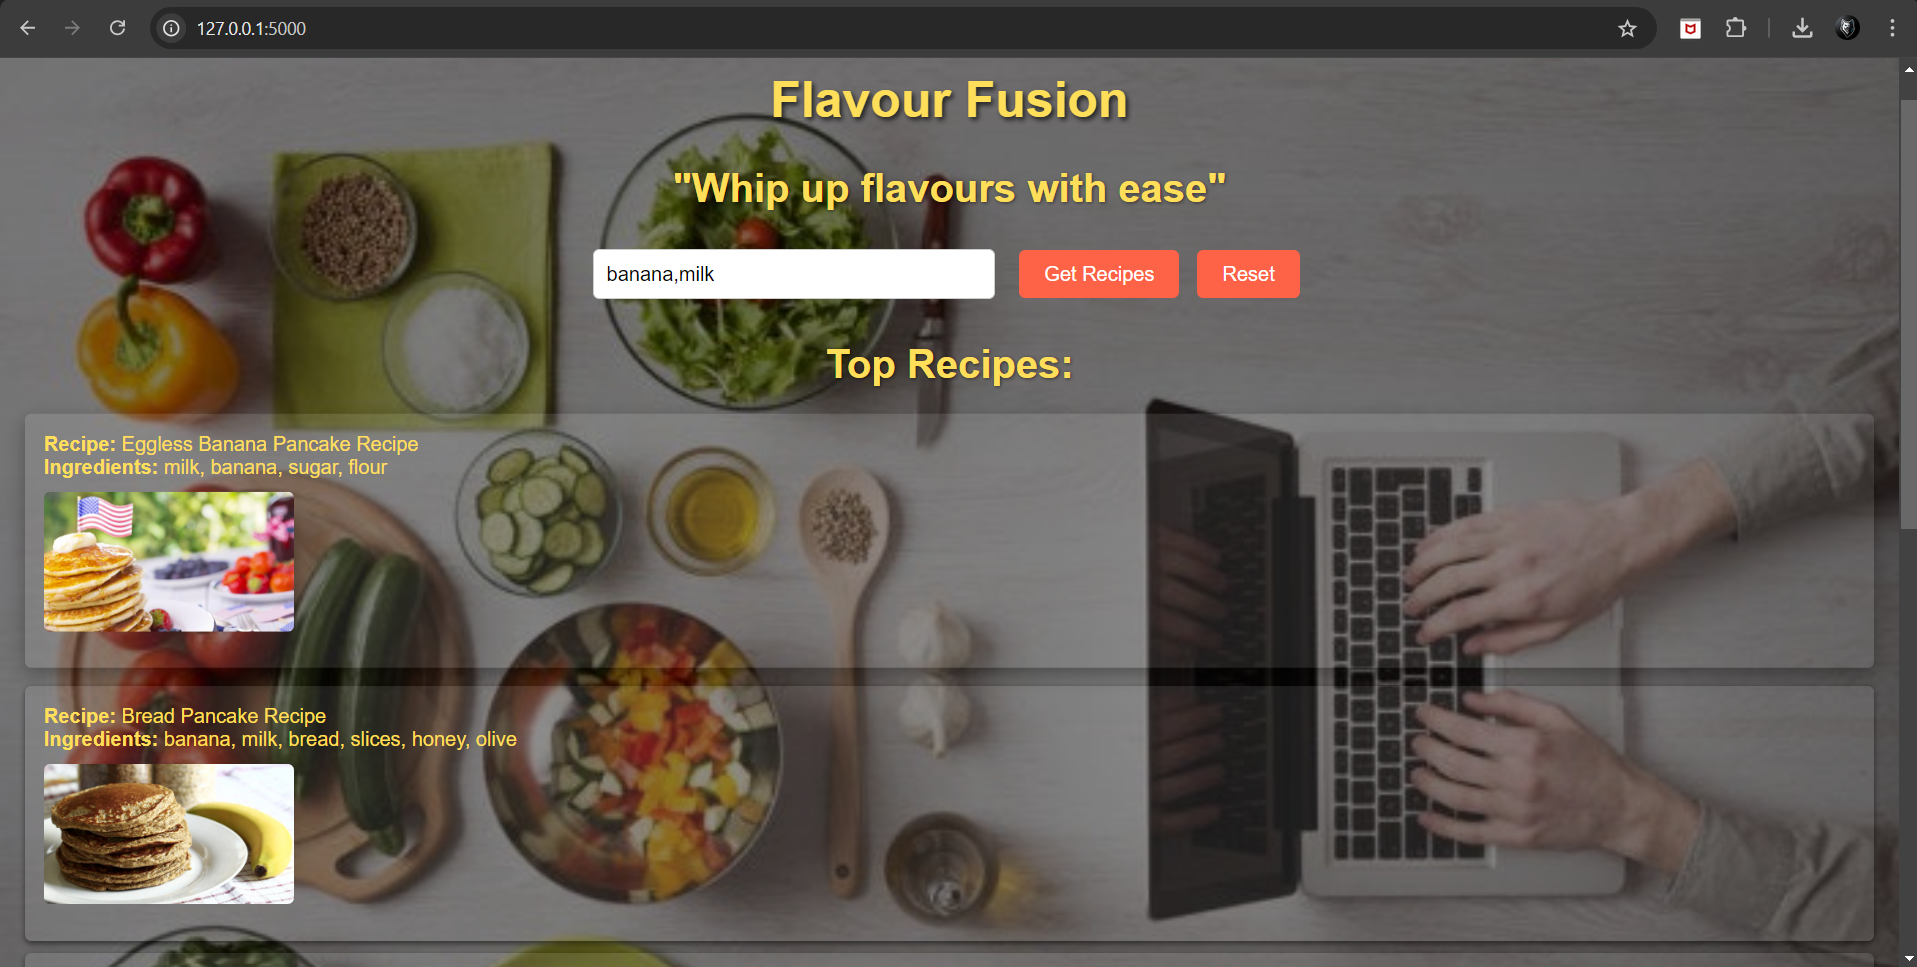 127.0.0.1:5000
Flavour Fusion
"Whip up flavours with ease"
banana,milk
Get Recipes
Reset
Top Recipes:
Recipe: Eggless Banana Pancake Recipe
Ingredients: milk, banana, sugar, flour
Recipe: Bread Pancake Recipe
Ingredients: banana, milk, bread, slices, honey, olive